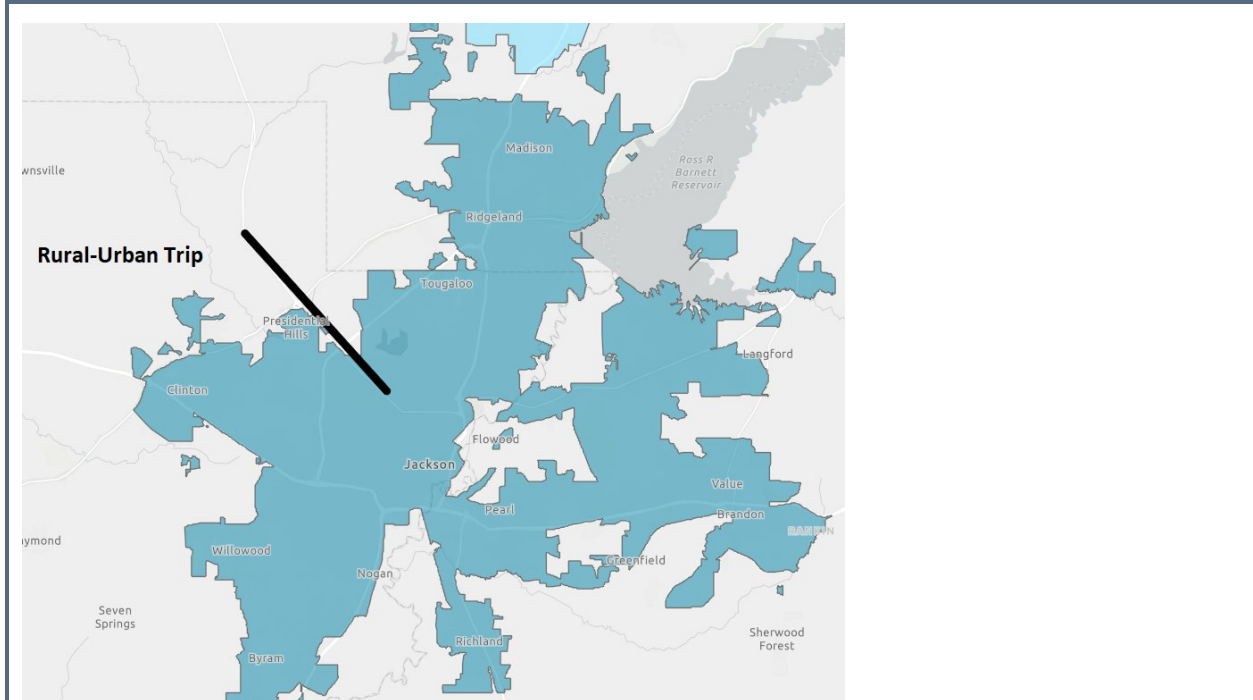 Madison
Ross R
Barnett
Reservoir
wnsville
Ridgeland
Rural-Urban Trip
Tougaloo
Presidential
Hills
Langford
Clinton
Flowood
Jackson
Value
Pearl
Brandon
RANKIN
ymond
Willowood
Greenfield
Nogan
Seven
Springs
Sherwood
Forest
Richland
Byram